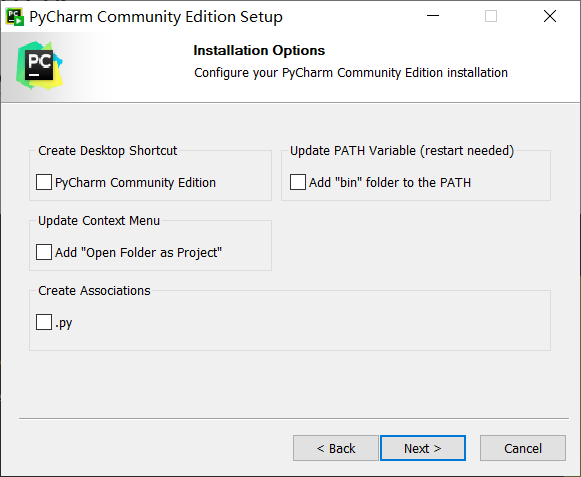 PyCharm Community Edition Setup
PC
Installation Options
Configure your PyCharm Community Edition installation
Create Desktop Shortcut
PyCharm Community Edition
Update PATH Variable (restart needed)
Add "bin" folder to the PATH
Update Context Menu
Add "Open Folder as Project"
Create Associations
.py
< Back
Next >
Cancel